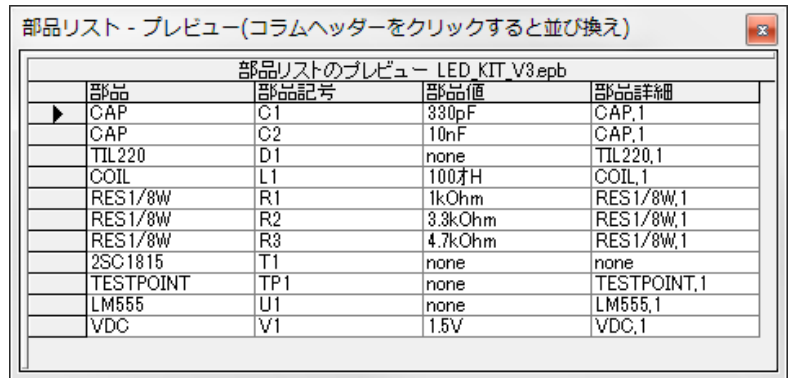 部品リスト - プレビュー(コラムヘッダーをクリックすると並び換え)
部品リストのプレビュー LED_KIT_V3.epb
部品 部品記号 部品値 部品詳細
CAP C1 330pF CAP,1
CAP C2 10nF CAP,1
TIL220 D1 none TIL220,1
COIL L1 100ｵH COIL,1
RES1/8W R1 1kOhm RES1/8W,1
RES1/8W R2 3.3kOhm RES1/8W,1
RES1/8W R3 4.7kOhm RES1/8W,1
2SC1815 T1 none none
TESTPOINT TP1 none TESTPOINT,1
LM555 U1 none LM555,1
VDC V1 1.5V VDC,1